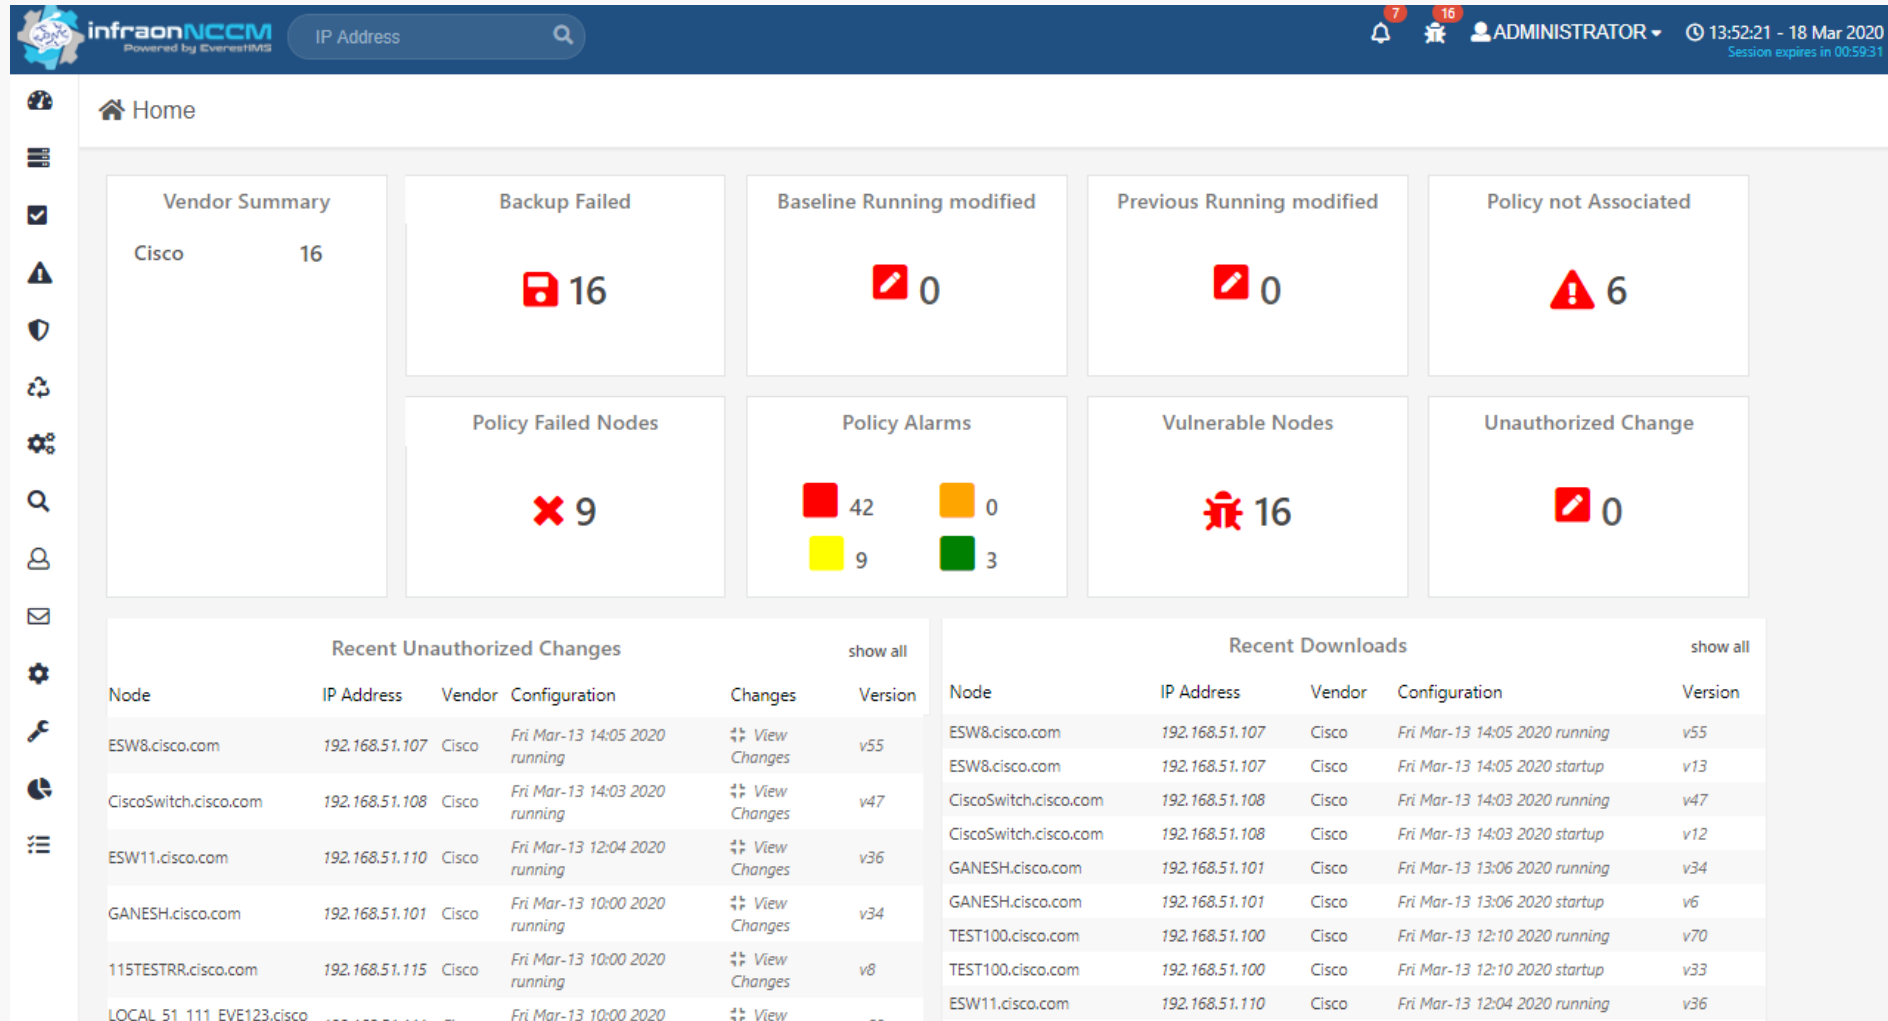 infraonNCCM
Powered by EverestIMS
IP Address
7
16
ADMINISTRATOR
13:52:21 - 18 Mar 2020
Session expires in 00:59:31
Home
Vendor Summary
Cisco 16
Backup Failed
16
Baseline Running modified
0
Previous Running modified
0
Policy not Associated
6
Policy Failed Nodes
9
Policy Alarms
42 0
9 3
Vulnerable Nodes
16
Unauthorized Change
0
Recent Unauthorized Changes show all
Node IP Address Vendor Configuration Changes Version
ESW8.cisco.com 192.168.51.107 Cisco Fri Mar-13 14:05 2020 running View Changes v55
CiscoSwitch.cisco.com 192.168.51.108 Cisco Fri Mar-13 14:03 2020 running View Changes v47
ESW11.cisco.com 192.168.51.110 Cisco Fri Mar-13 12:04 2020 running View Changes v36
GANESH.cisco.com 192.168.51.101 Cisco Fri Mar-13 10:00 2020 running View Changes v34
115TESTRR.cisco.com 192.168.51.115 Cisco Fri Mar-13 10:00 2020 running View Changes v8
LOCAL_51_111_EVE123.cisco Fri Mar-13 10:00 2020 View
Recent Downloads show all
Node IP Address Vendor Configuration Version
ESW8.cisco.com 192.168.51.107 Cisco Fri Mar-13 14:05 2020 running v55
ESW8.cisco.com 192.168.51.107 Cisco Fri Mar-13 14:05 2020 startup v13
CiscoSwitch.cisco.com 192.168.51.108 Cisco Fri Mar-13 14:03 2020 running v47
CiscoSwitch.cisco.com 192.168.51.108 Cisco Fri Mar-13 14:03 2020 startup v12
GANESH.cisco.com 192.168.51.101 Cisco Fri Mar-13 13:06 2020 running v34
GANESH.cisco.com 192.168.51.101 Cisco Fri Mar-13 13:06 2020 startup v6
TEST100.cisco.com 192.168.51.100 Cisco Fri Mar-13 12:10 2020 running v70
TEST100.cisco.com 192.168.51.100 Cisco Fri Mar-13 12:10 2020 startup v33
ESW11.cisco.com 192.168.51.110 Cisco Fri Mar-13 12:04 2020 running v36